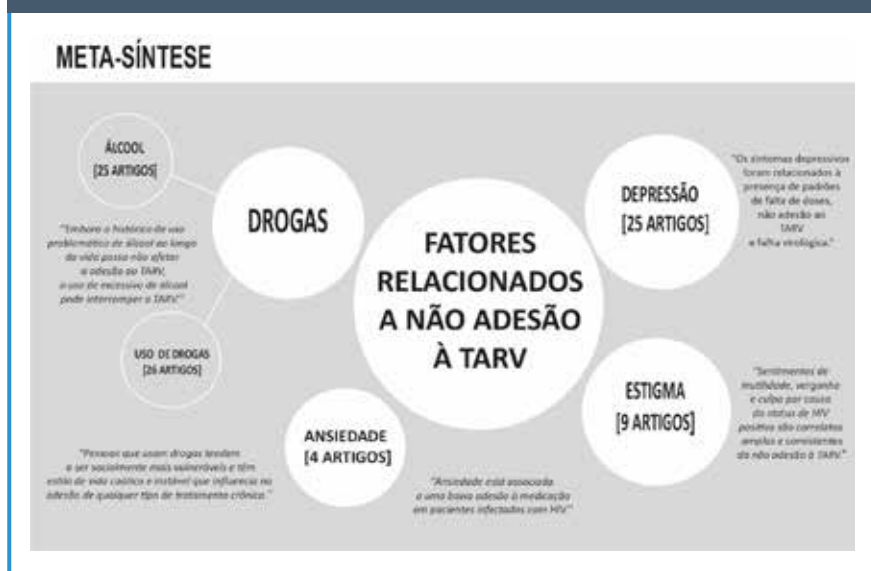 META-SÍNTESE
ÁLCOOL
[25 ARTIGOS]
DROGAS
"Embora o histórico de uso
problemático de álcool ao longo
da vida possa não afetar
a adesão ao TARV,
o uso de excessivo de álcool
pode interromper a TARV."
USO DE DROGAS
[26 ARTIGOS]
"Pessoas que usam drogas tendem
a ser socialmente mais vulneráveis e têm
estilo de vida caótico e instável que influencia na
adesão de qualquer tipo de tratamento crônico."
ANSIEDADE
[4 ARTIGOS]
"Ansiedade está associada
a uma baixa adesão à medicação
em pacientes infectados com HIV"
FATORES
RELACIONADOS
A NÃO ADESÃO
À TARV
DEPRESSÃO
[25 ARTIGOS]
"Os sintomas depressivos
foram relacionados à
presença de padrões
de falta de doses,
não adesão ao
TARV
e falha virológica."
ESTIGMA
[9 ARTIGOS]
"Sentimentos de
vergonha
e culpa por causa
do status de HIV
positivo são correlatos
amplos e consistentes
da não adesão à TARV."